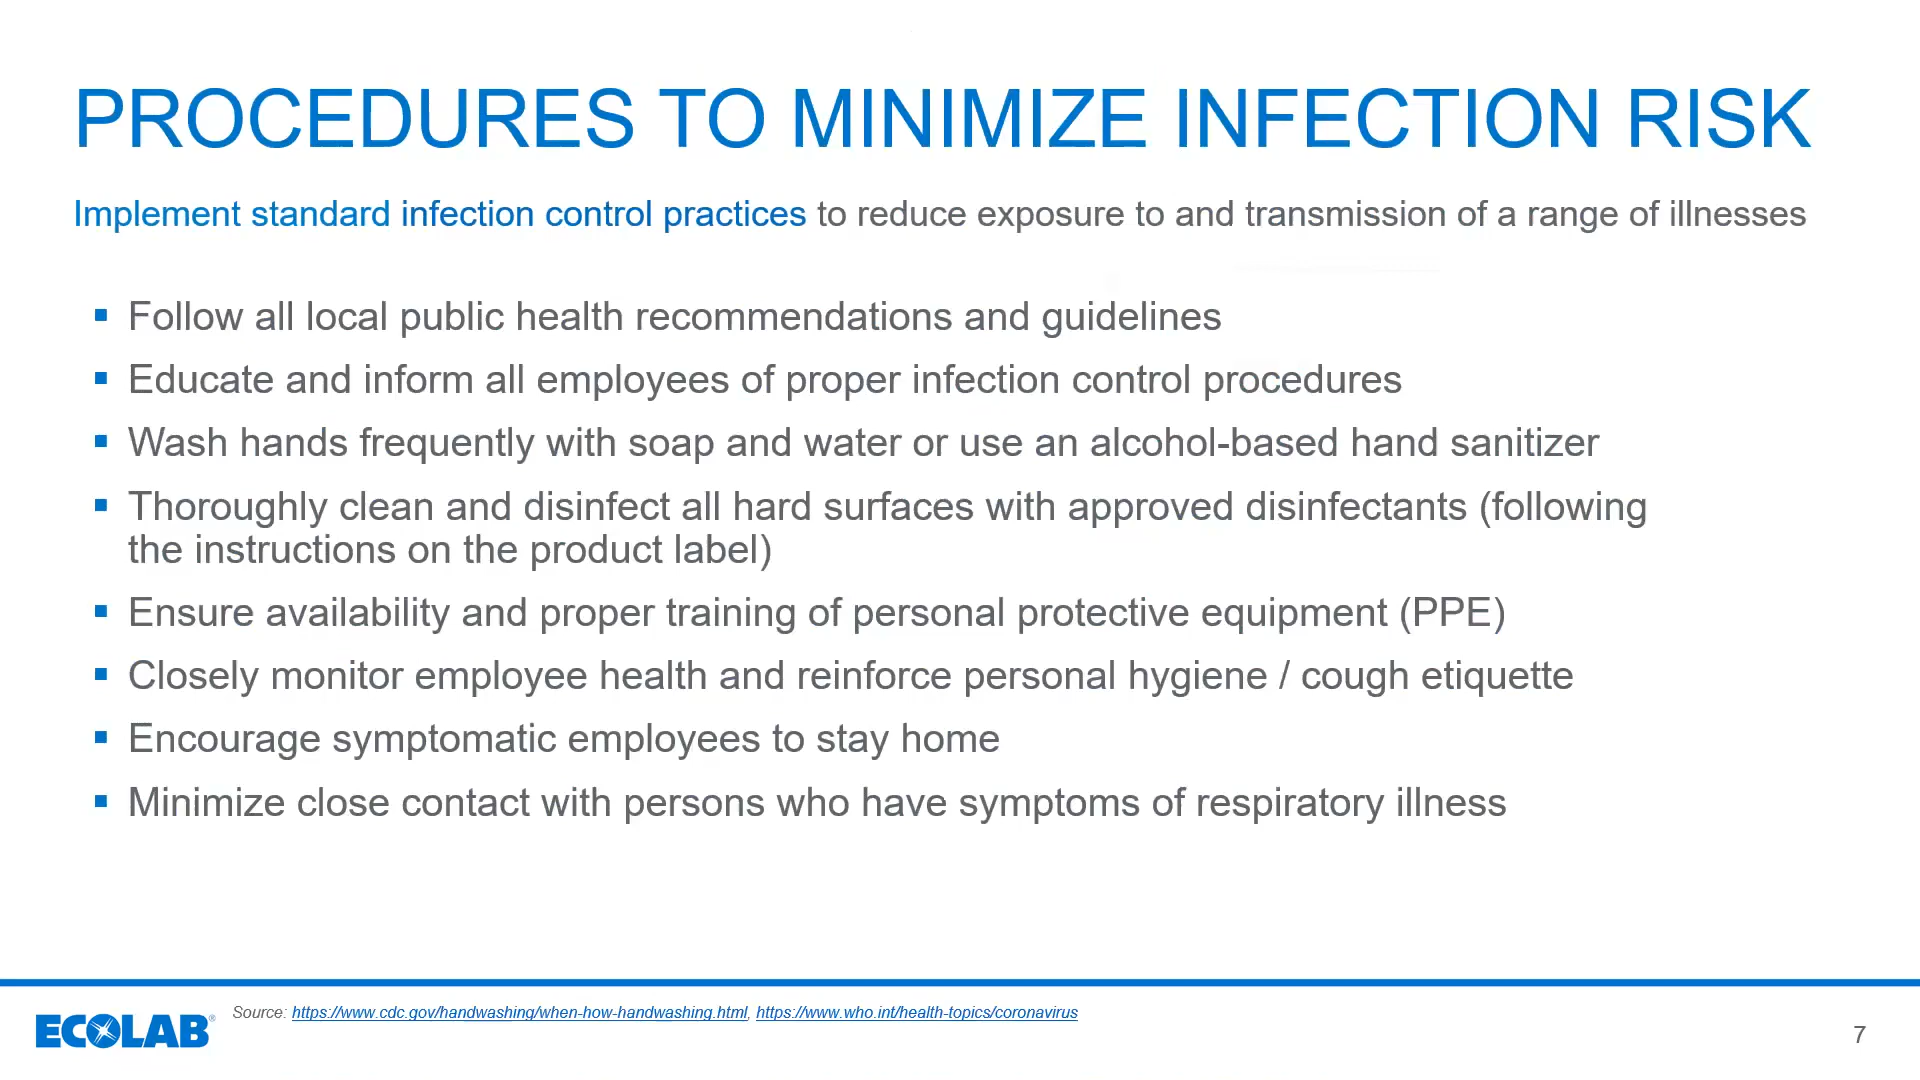 PROCEDURES TO MINIMIZE INFECTION RISK
Implement standard infection control practices to reduce exposure to and transmission of a range of illnesses
▪ Follow all local public health recommendations and guidelines
▪ Educate and inform all employees of proper infection control procedures
▪ Wash hands frequently with soap and water or use an alcohol-based hand sanitizer
▪ Thoroughly clean and disinfect all hard surfaces with approved disinfectants (following
the instructions on the product label)
▪ Ensure availability and proper training of personal protective equipment (PPE)
▪ Closely monitor employee health and reinforce personal hygiene / cough etiquette
▪ Encourage symptomatic employees to stay home
▪ Minimize close contact with persons who have symptoms of respiratory illness
ECOLAB®
Source: https://www.cdc.gov/handwashing/when-how-handwashing.html, https://www.who.int/health-topics/coronavirus
7